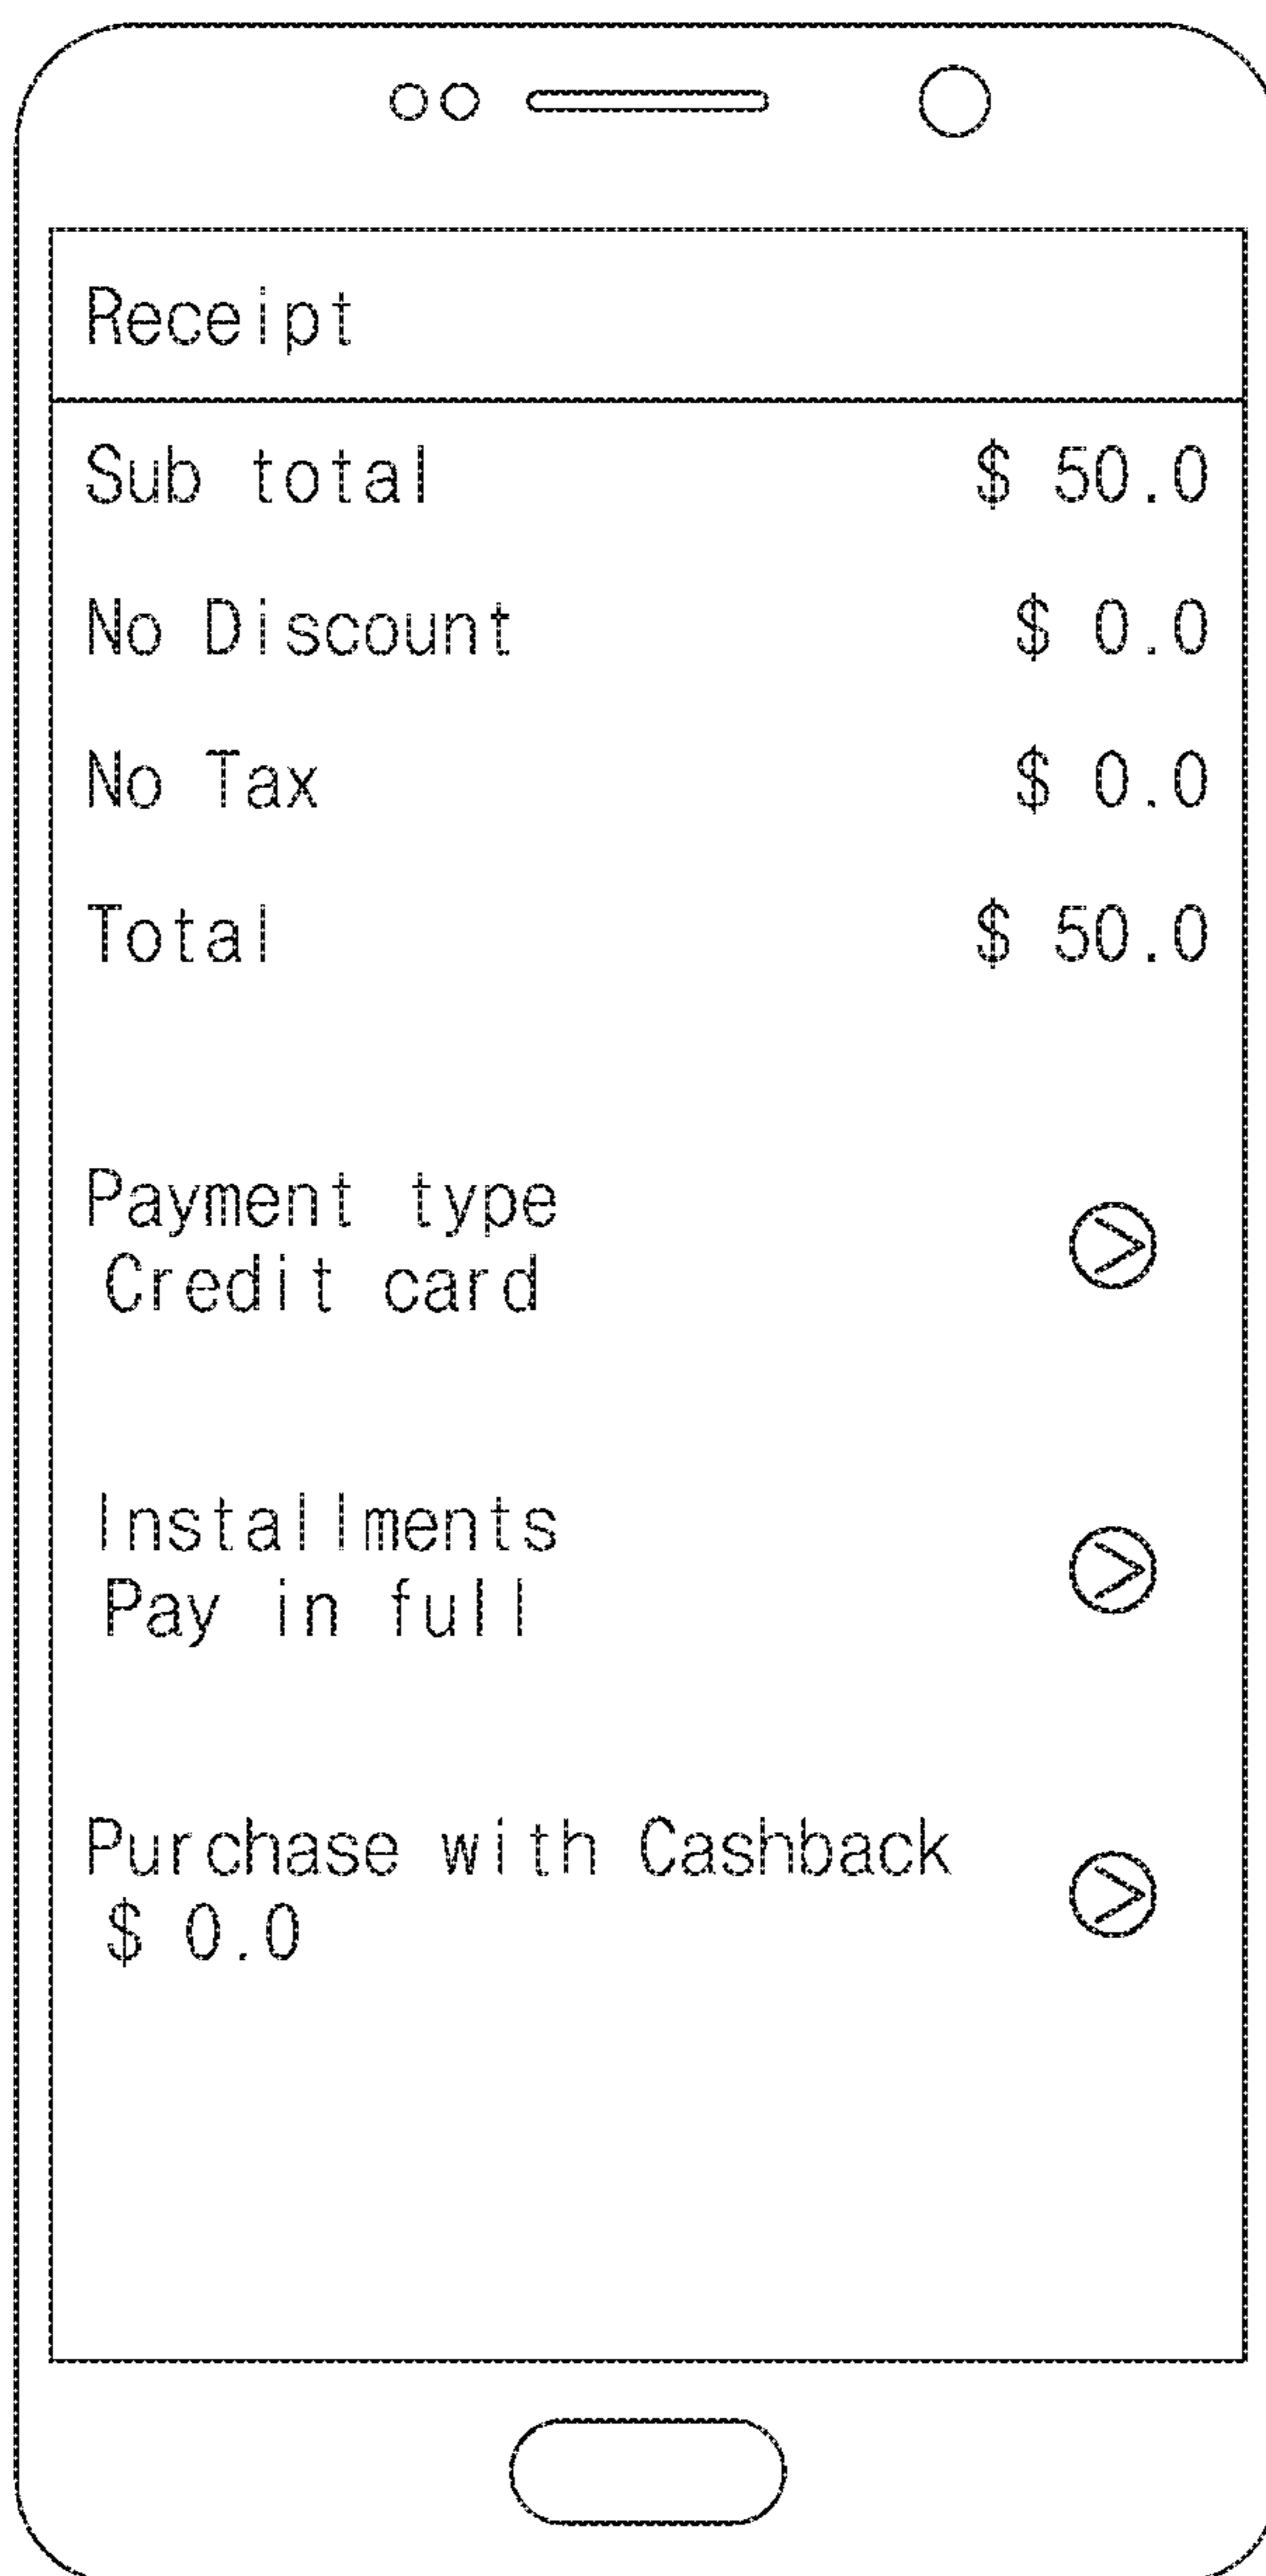 Receipt
Sub total $ 50.0
No Discount $ 0.0
No Tax $ 0.0
Total $ 50.0
Payment type
Credit card
Installments
Pay in full
Purchase with Cashback
$ 0.0